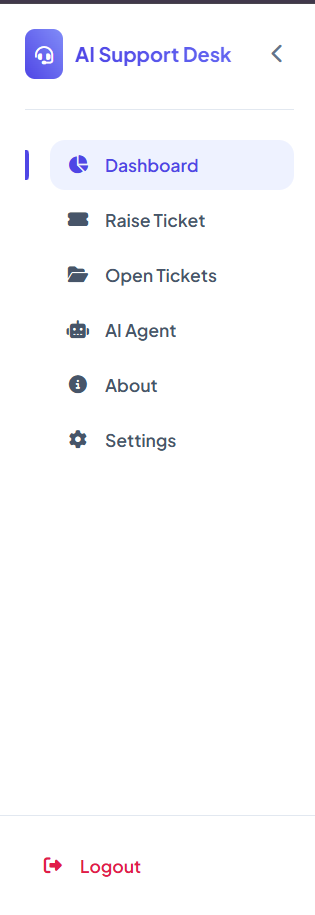 AI Support Desk
Dashboard
Raise Ticket
Open Tickets
AI Agent
About
Settings
Logout